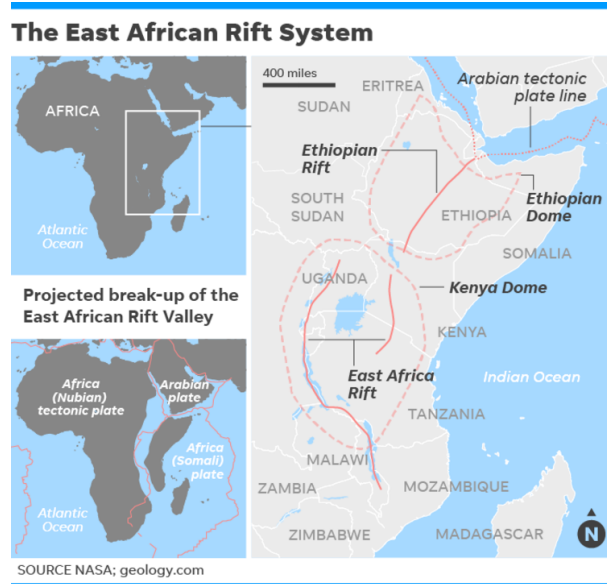 The East African Rift System
AFRICA
Atlantic
Ocean
Projected break-up of the
East African Rift Valley
Africa
(Nubian)
tectonic plate
Arabian
plate
Africa
(Somali)
plate
Atlantic
Ocean
400 miles
ERITREA
SUDAN
Arabian tectonic
plate line
Ethiopian
Rift
SOUTH
SUDAN
ETHIOPIA
Ethiopian
Dome
SOMALIA
UGANDA
Kenya Dome
KENYA
East Africa
Rift
Indian Ocean
TANZANIA
MALAWI
ZAMBIA
MOZAMBIQUE
ZIMBABWE
MADAGASCAR
N
SOURCE NASA; geology.com